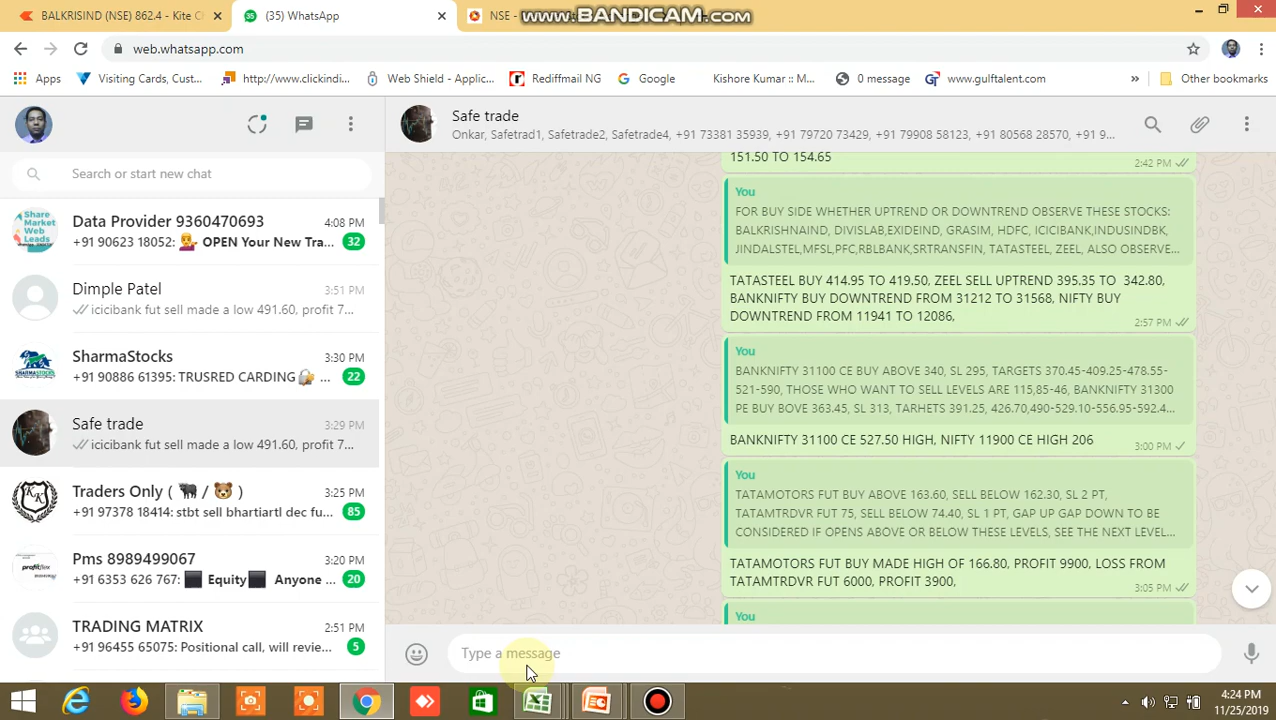 BALKRISIND (NSE) 862.4 - Kite C
(35) WhatsApp
NSE -
www.BANDICAM.com
web.whatsapp.com
Apps
Visiting Cards, Cust...
http://www.clickindi...
Web Shield - Applic...
Rediffmail NG
Google
Kishore Kumar :: M...
0 message
www.gulftalent.com
»
Other bookmarks
Safe trade
Onkar, Safetrad1, Safetrade2, Safetrade4, +91 73381 35939, +91 79720 73429, +91 79908 58123, +91 80568 28570, +91 9...
Search or start new chat
Data Provider 9360470693
4:08 PM
+91 90623 18052: OPEN Your New Tra...
32
Dimple Patel
3:51 PM
icicibank fut sell made a low 491.60, profit 7...
SharmaStocks
3:30 PM
+91 90886 61395: TRUSRED CARDING ...
22
Safe trade
3:29 PM
icicibank fut sell made a low 491.60, profit 7...
Traders Only ( 🐃 / 🐻 )
3:25 PM
+91 97378 18414: stbt sell bhartiartl dec fu...
85
Pms 8989499067
3:20 PM
+91 6353 626 767: Equity Anyone ...
20
TRADING MATRIX
2:51 PM
+91 96455 65075: Positional call, will revie...
5
151.50 TO 154.65
2:42 PM
You
FOR BUY SIDE WHETHER UPTREND OR DOWNTREND OBSERVE THESE STOCKS:
BALKRISHNAIND, DIVISLAB,EXIDEIND, GRASIM, HDFC, ICICIBANK,INDUSINDBK,
JINDALSTEL,MFSL,PFC,RBLBANK,SRTRANSFIN, TATASTEEL, ZEEL, ALSO OBSERVE...
TATASTEEL BUY 414.95 TO 419.50, ZEEL SELL UPTREND 395.35 TO 342.80,
BANKNIFTY BUY DOWNTREND FROM 31212 TO 31568, NIFTY BUY
DOWNTREND FROM 11941 TO 12086,
2:57 PM
You
BANKNIFTY 31100 CE BUY ABOVE 340, SL 295, TARGETS 370.45-409.25-478.55-
521-590, THOSE WHO WANT TO SELL LEVELS ARE 115,85-46, BANKNIFTY 31300
PE BUY BOVE 363.45, SL 313, TARHETS 391.25, 426.70,490-529.10-556.95-592.4...
BANKNIFTY 31100 CE 527.50 HIGH, NIFTY 11900 CE HIGH 206
3:00 PM
You
TATAMOTORS FUT BUY ABOVE 163.60, SELL BELOW 162.30, SL 2 PT,
TATAMTRDVR FUT 75, SELL BELOW 74.40, SL 1 PT, GAP UP GAP DOWN TO BE
CONSIDERED IF OPENS ABOVE OR BELOW THESE LEVELS, SEE THE NEXT LEVEL...
TATAMOTORS FUT BUY MADE HIGH OF 166.80, PROFIT 9900, LOSS FROM
TATAMTRDVR FUT 6000, PROFIT 3900,
3:05 PM
You
Type a message
4:24 PM
11/25/2019